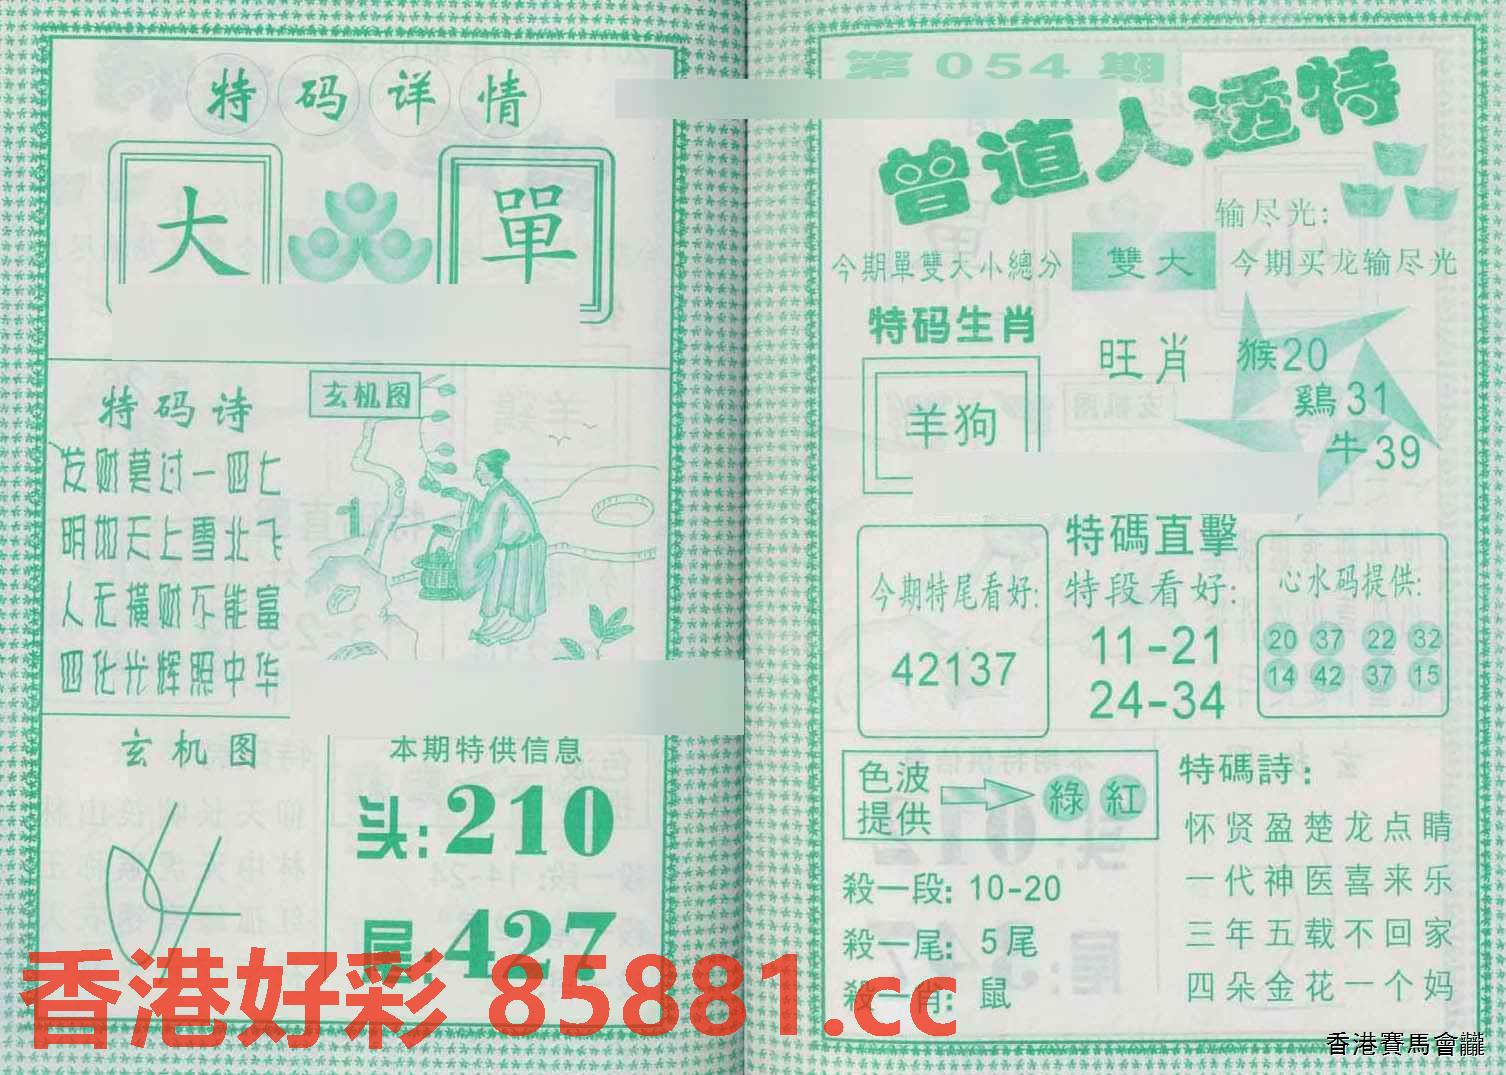 特码详情
大
單
特码诗
发财莫过一四七
明如天上雪北飞
人无横财不能富
四化光辉照中华
玄机图
玄机图
本期特供信息
头:210
尾:427
第054期
曾道人透特
输尽光:
今期單雙大小總分
雙大
今期买龙输尽光
特码生肖
羊狗
旺肖
猴20
鷄31
牛39
特碼直擊
今期特尾看好:
42137
特段看好:
11-21
24-34
心水码提供:
20 37 22 32
14 42 37 15
色波
提供
綠 紅
殺一段: 10-20
殺一尾: 5尾
殺一肖: 鼠
特碼詩:
怀贤盈楚龙点睛
一代神医喜来乐
三年五载不回家
四朵金花一个妈
香港好彩 85881.cc
香港賽馬會